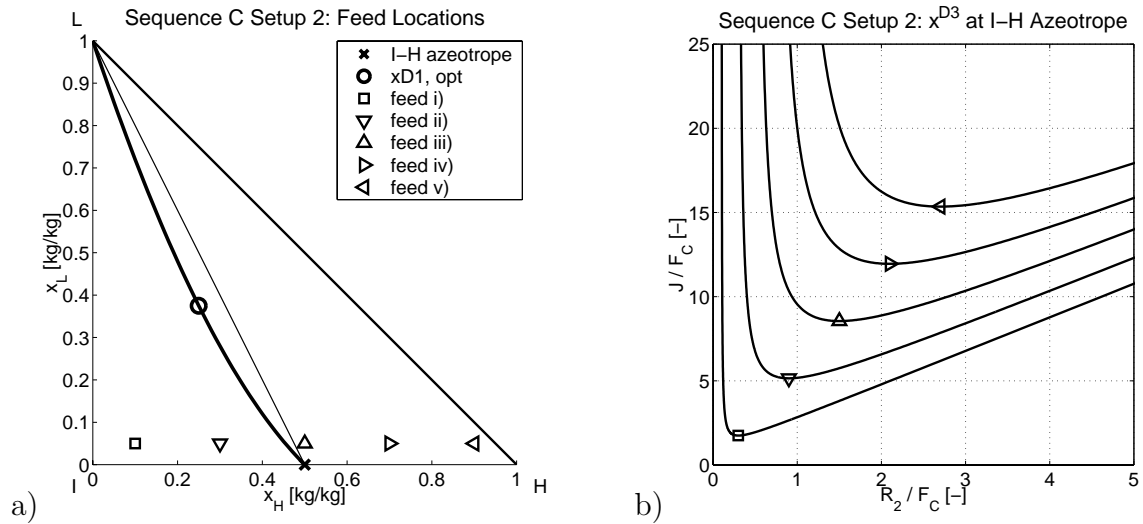 Sequence C Setup 2: Feed Locations
L
1
0.9
0.8
0.7
0.6
0.5
0.4
0.3
0.2
0.1
0
x_L [kg/kg]
I−H azeotrope
xD1, opt
feed i)
feed ii)
feed iii)
feed iv)
feed v)
0 0.2 0.4 0.6 0.8 1
I
x_H [kg/kg]
H
a)
Sequence C Setup 2: x^D3 at I−H Azeotrope
25
20
15
10
5
0
J / F_C [−]
0 1 2 3 4 5
R_2 / F_C [−]
b)